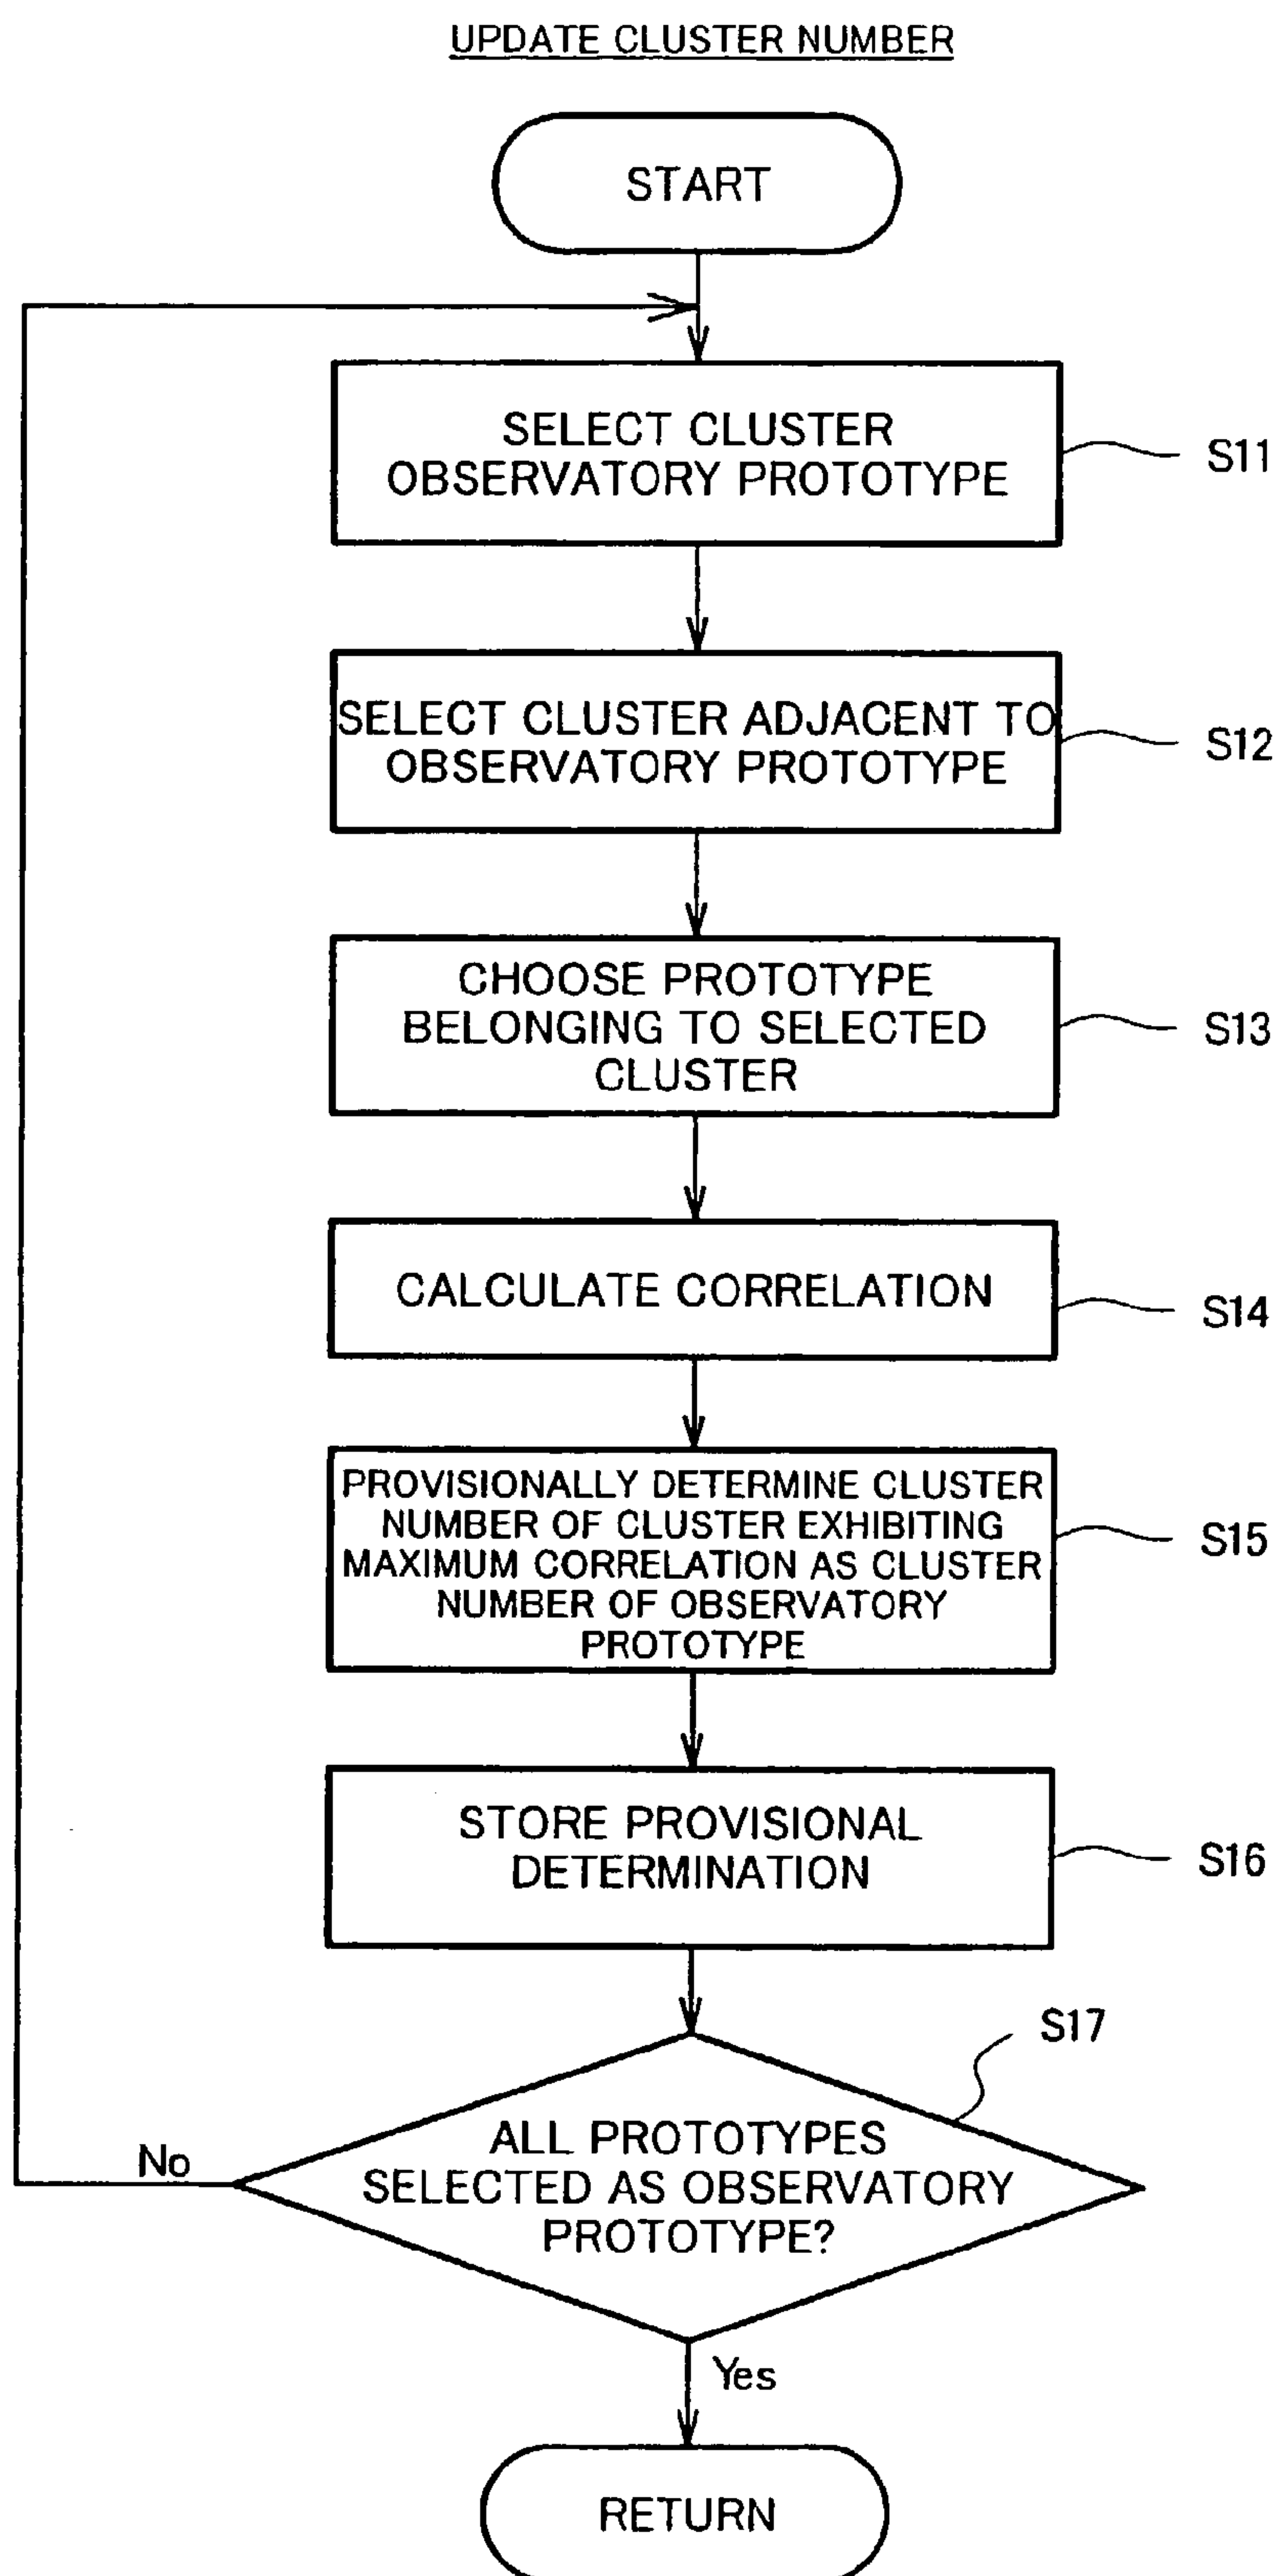 UPDATE CLUSTER NUMBER
START
SELECT CLUSTER
OBSERVATORY PROTOTYPE
S11
SELECT CLUSTER ADJACENT TO
OBSERVATORY PROTOTYPE
S12
CHOOSE PROTOTYPE
BELONGING TO SELECTED
CLUSTER
S13
CALCULATE CORRELATION
S14
PROVISIONALLY DETERMINE CLUSTER
NUMBER OF CLUSTER EXHIBITING
MAXIMUM CORRELATION AS CLUSTER
NUMBER OF OBSERVATORY
PROTOTYPE
S15
STORE PROVISIONAL
DETERMINATION
S16
S17
ALL PROTOTYPES
SELECTED AS OBSERVATORY
PROTOTYPE?
No
Yes
RETURN